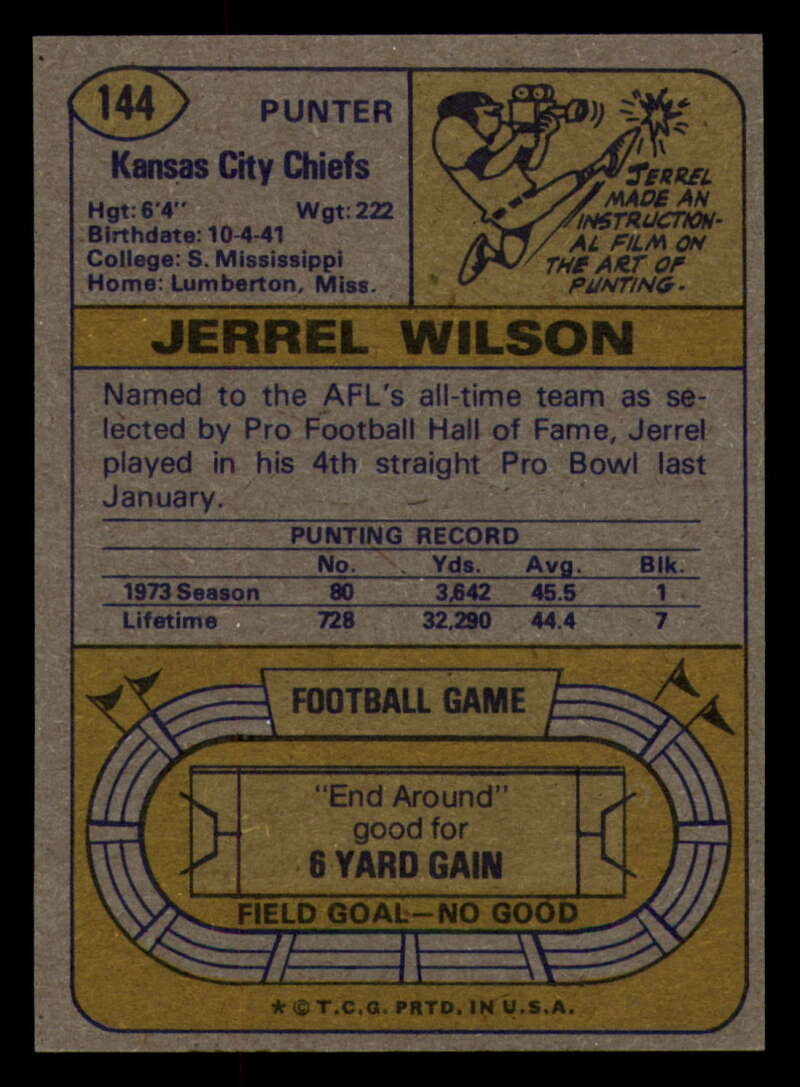 144
PUNTER
Kansas City Chiefs
Hgt: 6'4" Wgt: 222
Birthdate: 10-4-41
College: S. Mississippi
Home: Lumberton, Miss.
JERREL
MADE AN
INSTRUCTION-
AL FILM ON
THE ART OF
PUNTING.
JERREL WILSON
Named to the AFL's all-time team as se-
lected by Pro Football Hall of Fame, Jerrel
played in his 4th straight Pro Bowl last
January.
PUNTING RECORD
No. Yds. Avg. Blk.
1973 Season 80 3,642 45.5 1
Lifetime 728 32,290 44.4 7
FOOTBALL GAME
"End Around"
good for
6 YARD GAIN
FIELD GOAL—NO GOOD
* © T.C.G. PRTD. IN U.S.A.